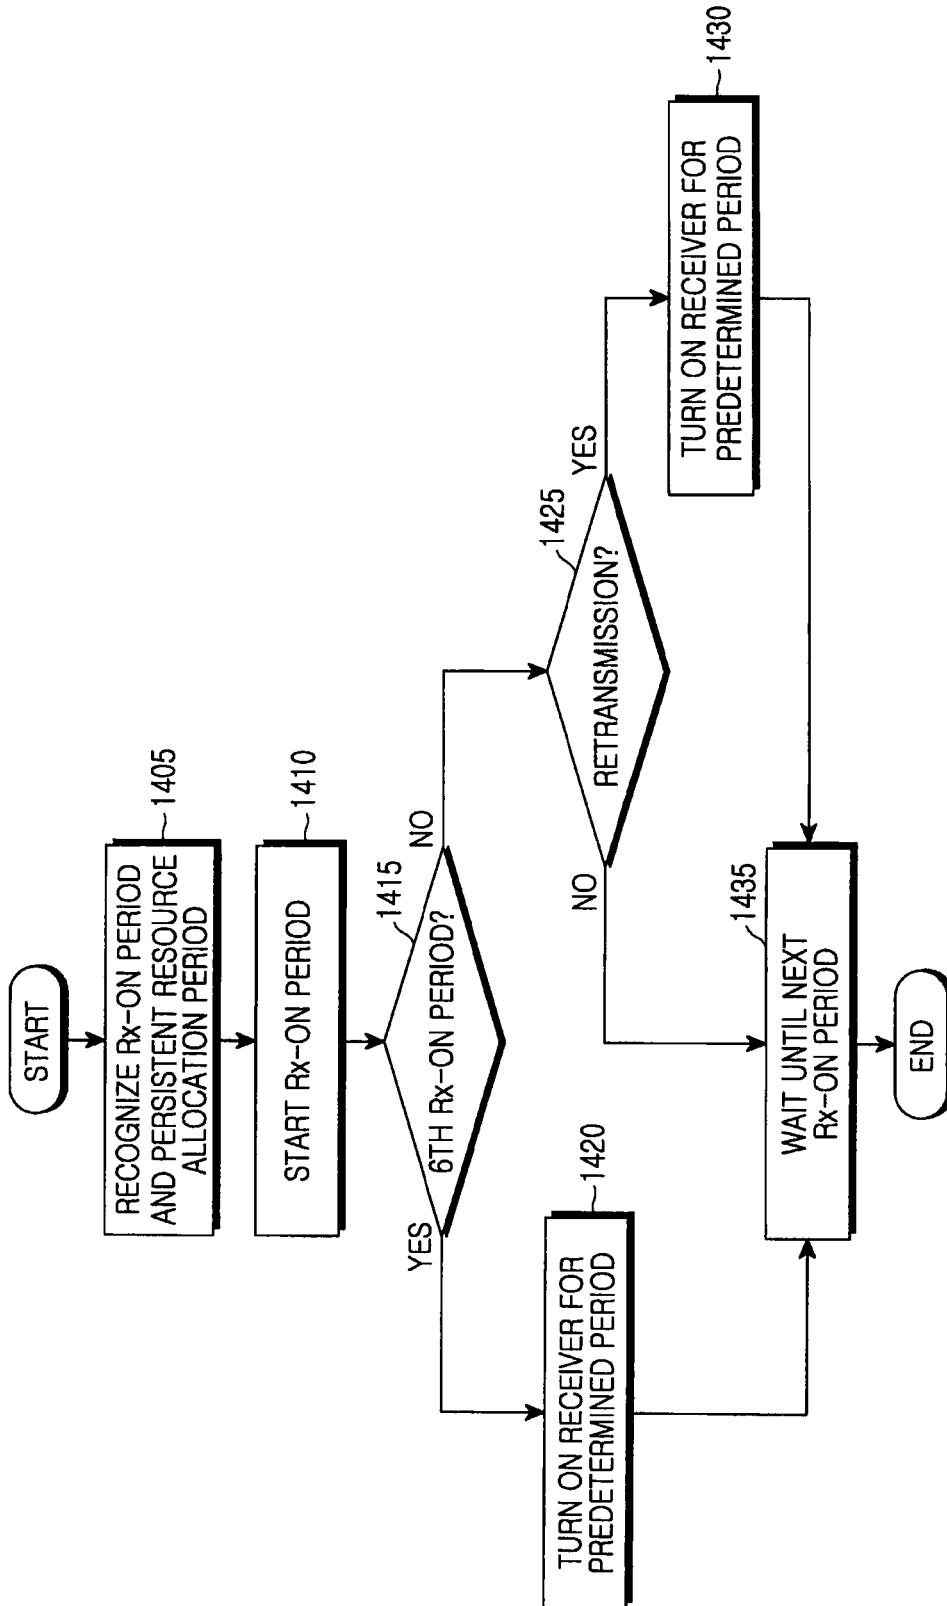 START
RECOGNIZE Rx-ON PERIOD
AND PERSISTENT RESOURCE
ALLOCATION PERIOD
1405
START Rx-ON PERIOD
1410
6TH Rx-ON PERIOD?
1415
YES
NO
TURN ON RECEIVER FOR
PREDETERMINED PERIOD
1420
RETRANSMISSION?
1425
NO
YES
TURN ON RECEIVER FOR
PREDETERMINED PERIOD
1430
WAIT UNTIL NEXT
Rx-ON PERIOD
1435
END